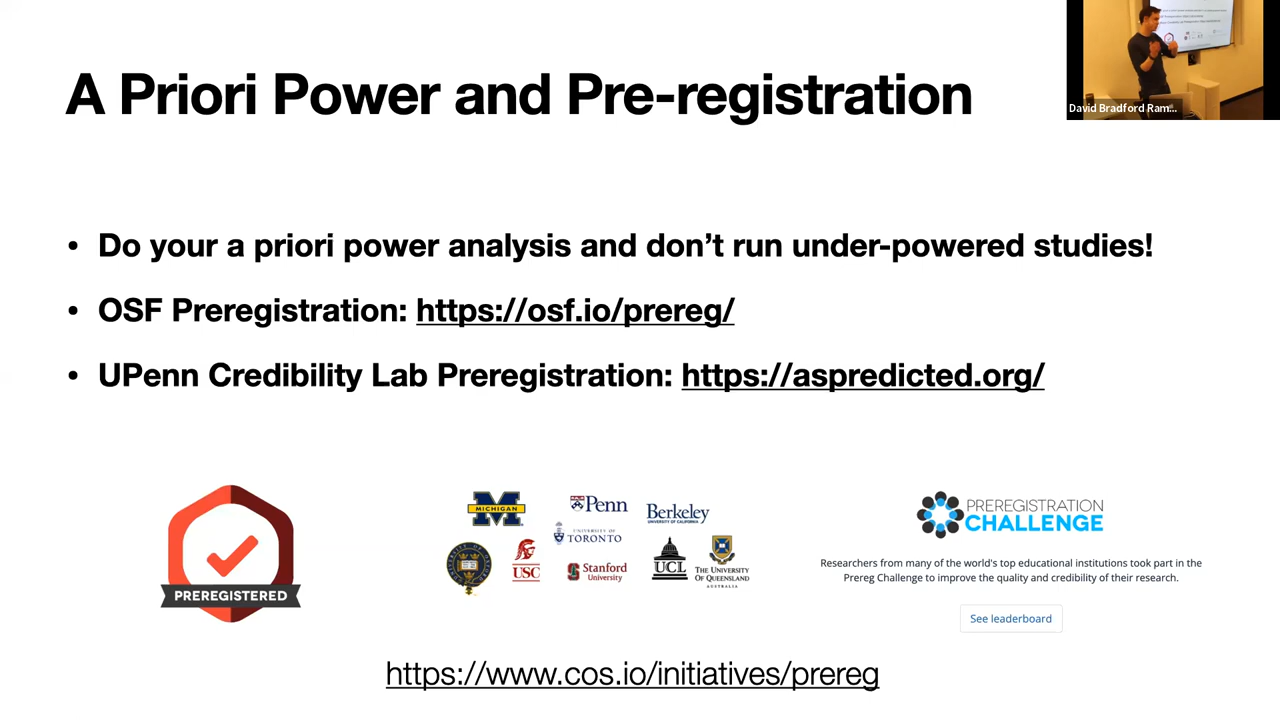 A Priori Power and Pre-registration
David Bradford Ram...
• Do your a priori power analysis and don’t run under-powered studies!
• OSF Preregistration: https://osf.io/prereg/
• UPenn Credibility Lab Preregistration: https://aspredicted.org/
PREREGISTERED
MICHIGAN
Penn
Berkeley
UNIVERSITY OF CALIFORNIA
UNIVERSITY OF
TORONTO
USC
Stanford
University
UCL
THE UNIVERSITY
OF QUEENSLAND
AUSTRALIA
PREREGISTRATION
CHALLENGE
Researchers from many of the world's top educational institutions took part in the
Prereg Challenge to improve the quality and credibility of their research.
See leaderboard
https://www.cos.io/initiatives/prereg